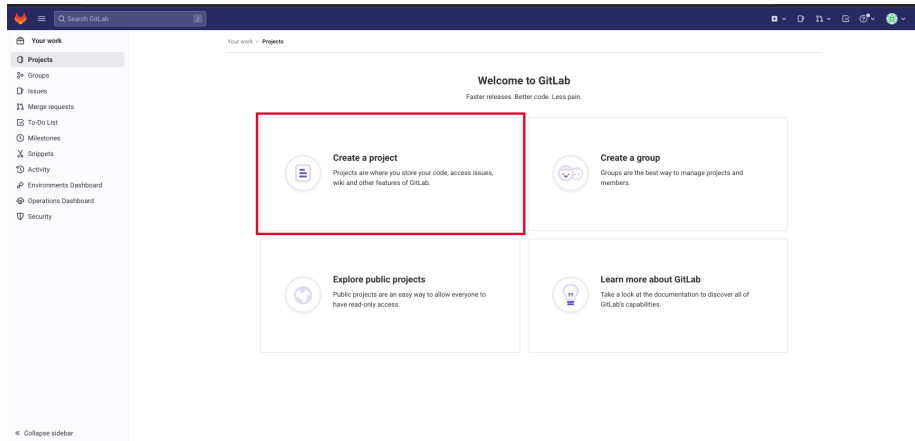 Search GitLab
/
Your work
Projects
Groups
Issues
Merge requests
To-Do List
Milestones
Snippets
Activity
Environments Dashboard
Operations Dashboard
Security
Collapse sidebar
Your work > Projects
Welcome to GitLab
Faster releases. Better code. Less pain.
Create a project
Projects are where you store your code, access issues,
wiki and other features of GitLab.
Create a group
Groups are the best way to manage projects and
members.
Explore public projects
Public projects are an easy way to allow everyone to
have read-only access.
Learn more about GitLab
Take a look at the documentation to discover all of
GitLab's capabilities.